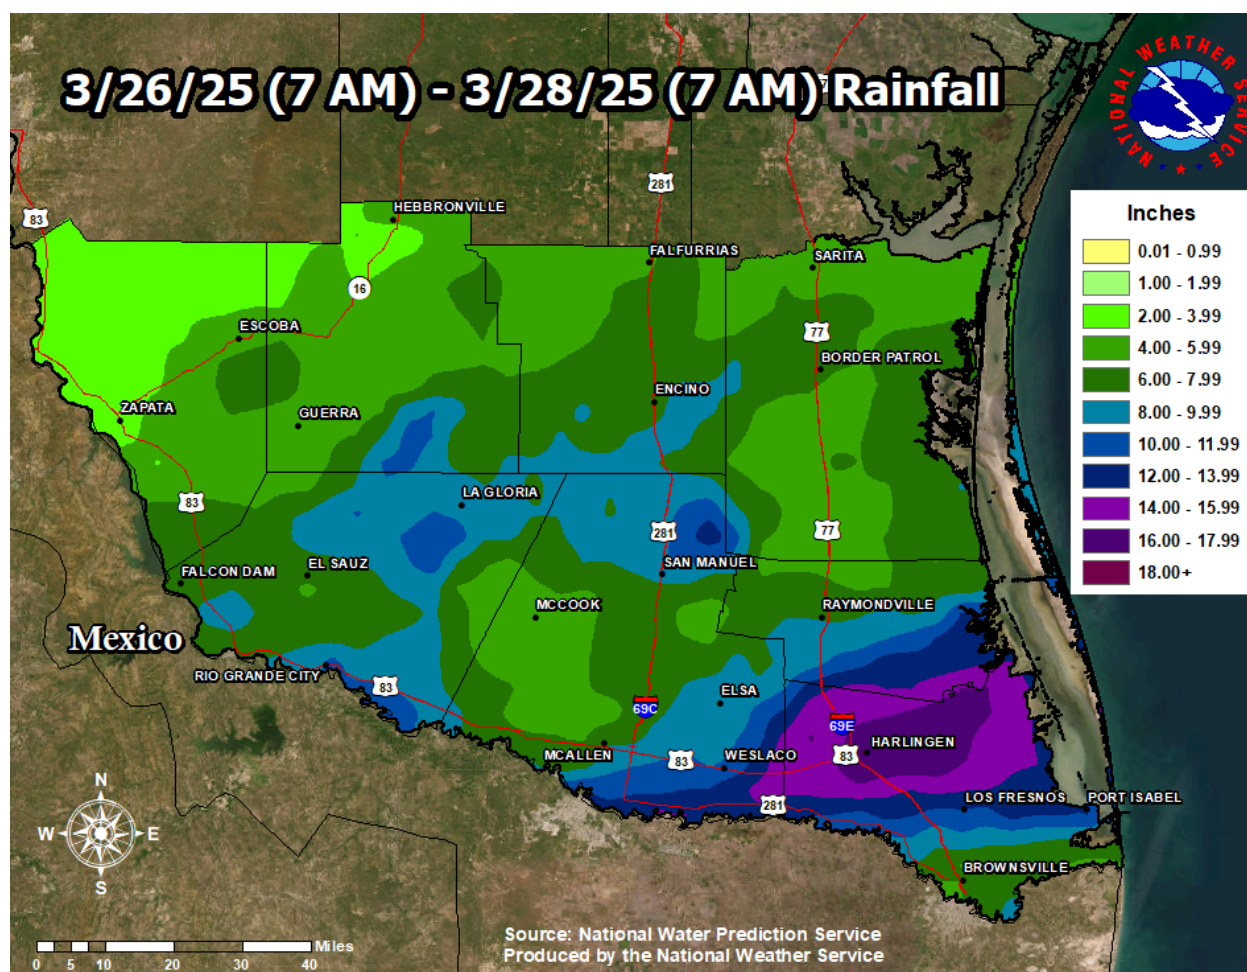 3/26/25 (7 AM) - 3/28/25 (7 AM) Rainfall
NATIONAL WEATHER SERVICE
Inches
0.01 - 0.99
1.00 - 1.99
2.00 - 3.99
4.00 - 5.99
6.00 - 7.99
8.00 - 9.99
10.00 - 11.99
12.00 - 13.99
14.00 - 15.99
16.00 - 17.99
18.00+
281
83
HEBBRONVILLE
FALFURRIAS
SARITA
16
ESCOBA
77
BORDER PATROL
ENCINO
ZAPATA
GUERRA
LA GLORIA
83
281
77
SAN MANUEL
EL SAUZ
FALCON DAM
MCCOOK
RAYMONDVILLE
Mexico
RIO GRANDE CITY
83
ELSA
69C
69E
HARLINGEN
MCALLEN
83
WESLACO
83
281
LOS FRESNOS
PORT ISABEL
BROWNSVILLE
N
W E
S
Miles
0 5 10 20 30 40
Source: National Water Prediction Service
Produced by the National Weather Service